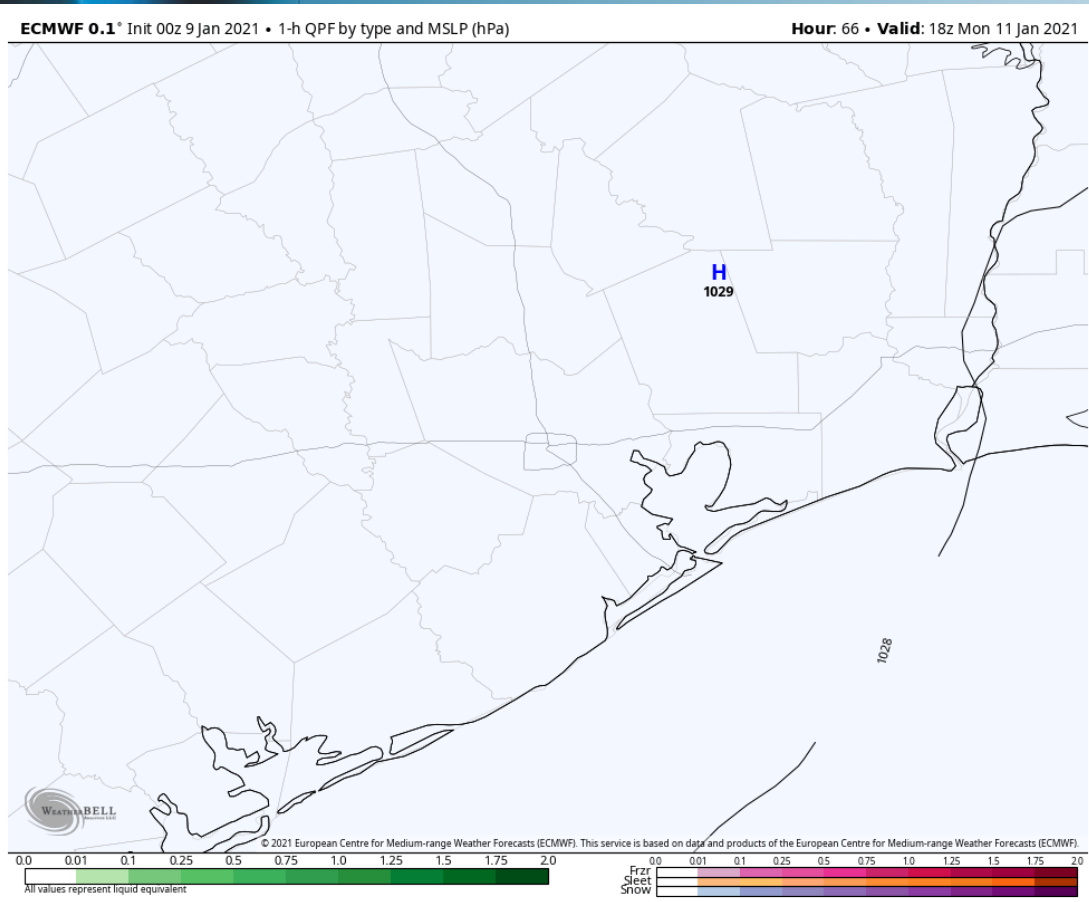 ECMWF 0.1° Init 00z 9 Jan 2021 • 1-h QPF by type and MSLP (hPa) Hour: 66 • Valid: 18z Mon 11 Jan 2021
H
1029
1028
WEATHERBELL
© 2021 European Centre for Medium-range Weather Forecasts (ECMWF). This service is based on data and products of the European Centre for Medium-range Weather Forecasts (ECMWF).
0.0 0.01 0.1 0.25 0.5 0.75 1.0 1.25 1.5 1.75 2.0
All values represent liquid equivalent
0.0 0.01 0.1 0.25 0.5 0.75 1.0 1.25 1.5 1.75 2.0
Frzr
Sleet
Snow